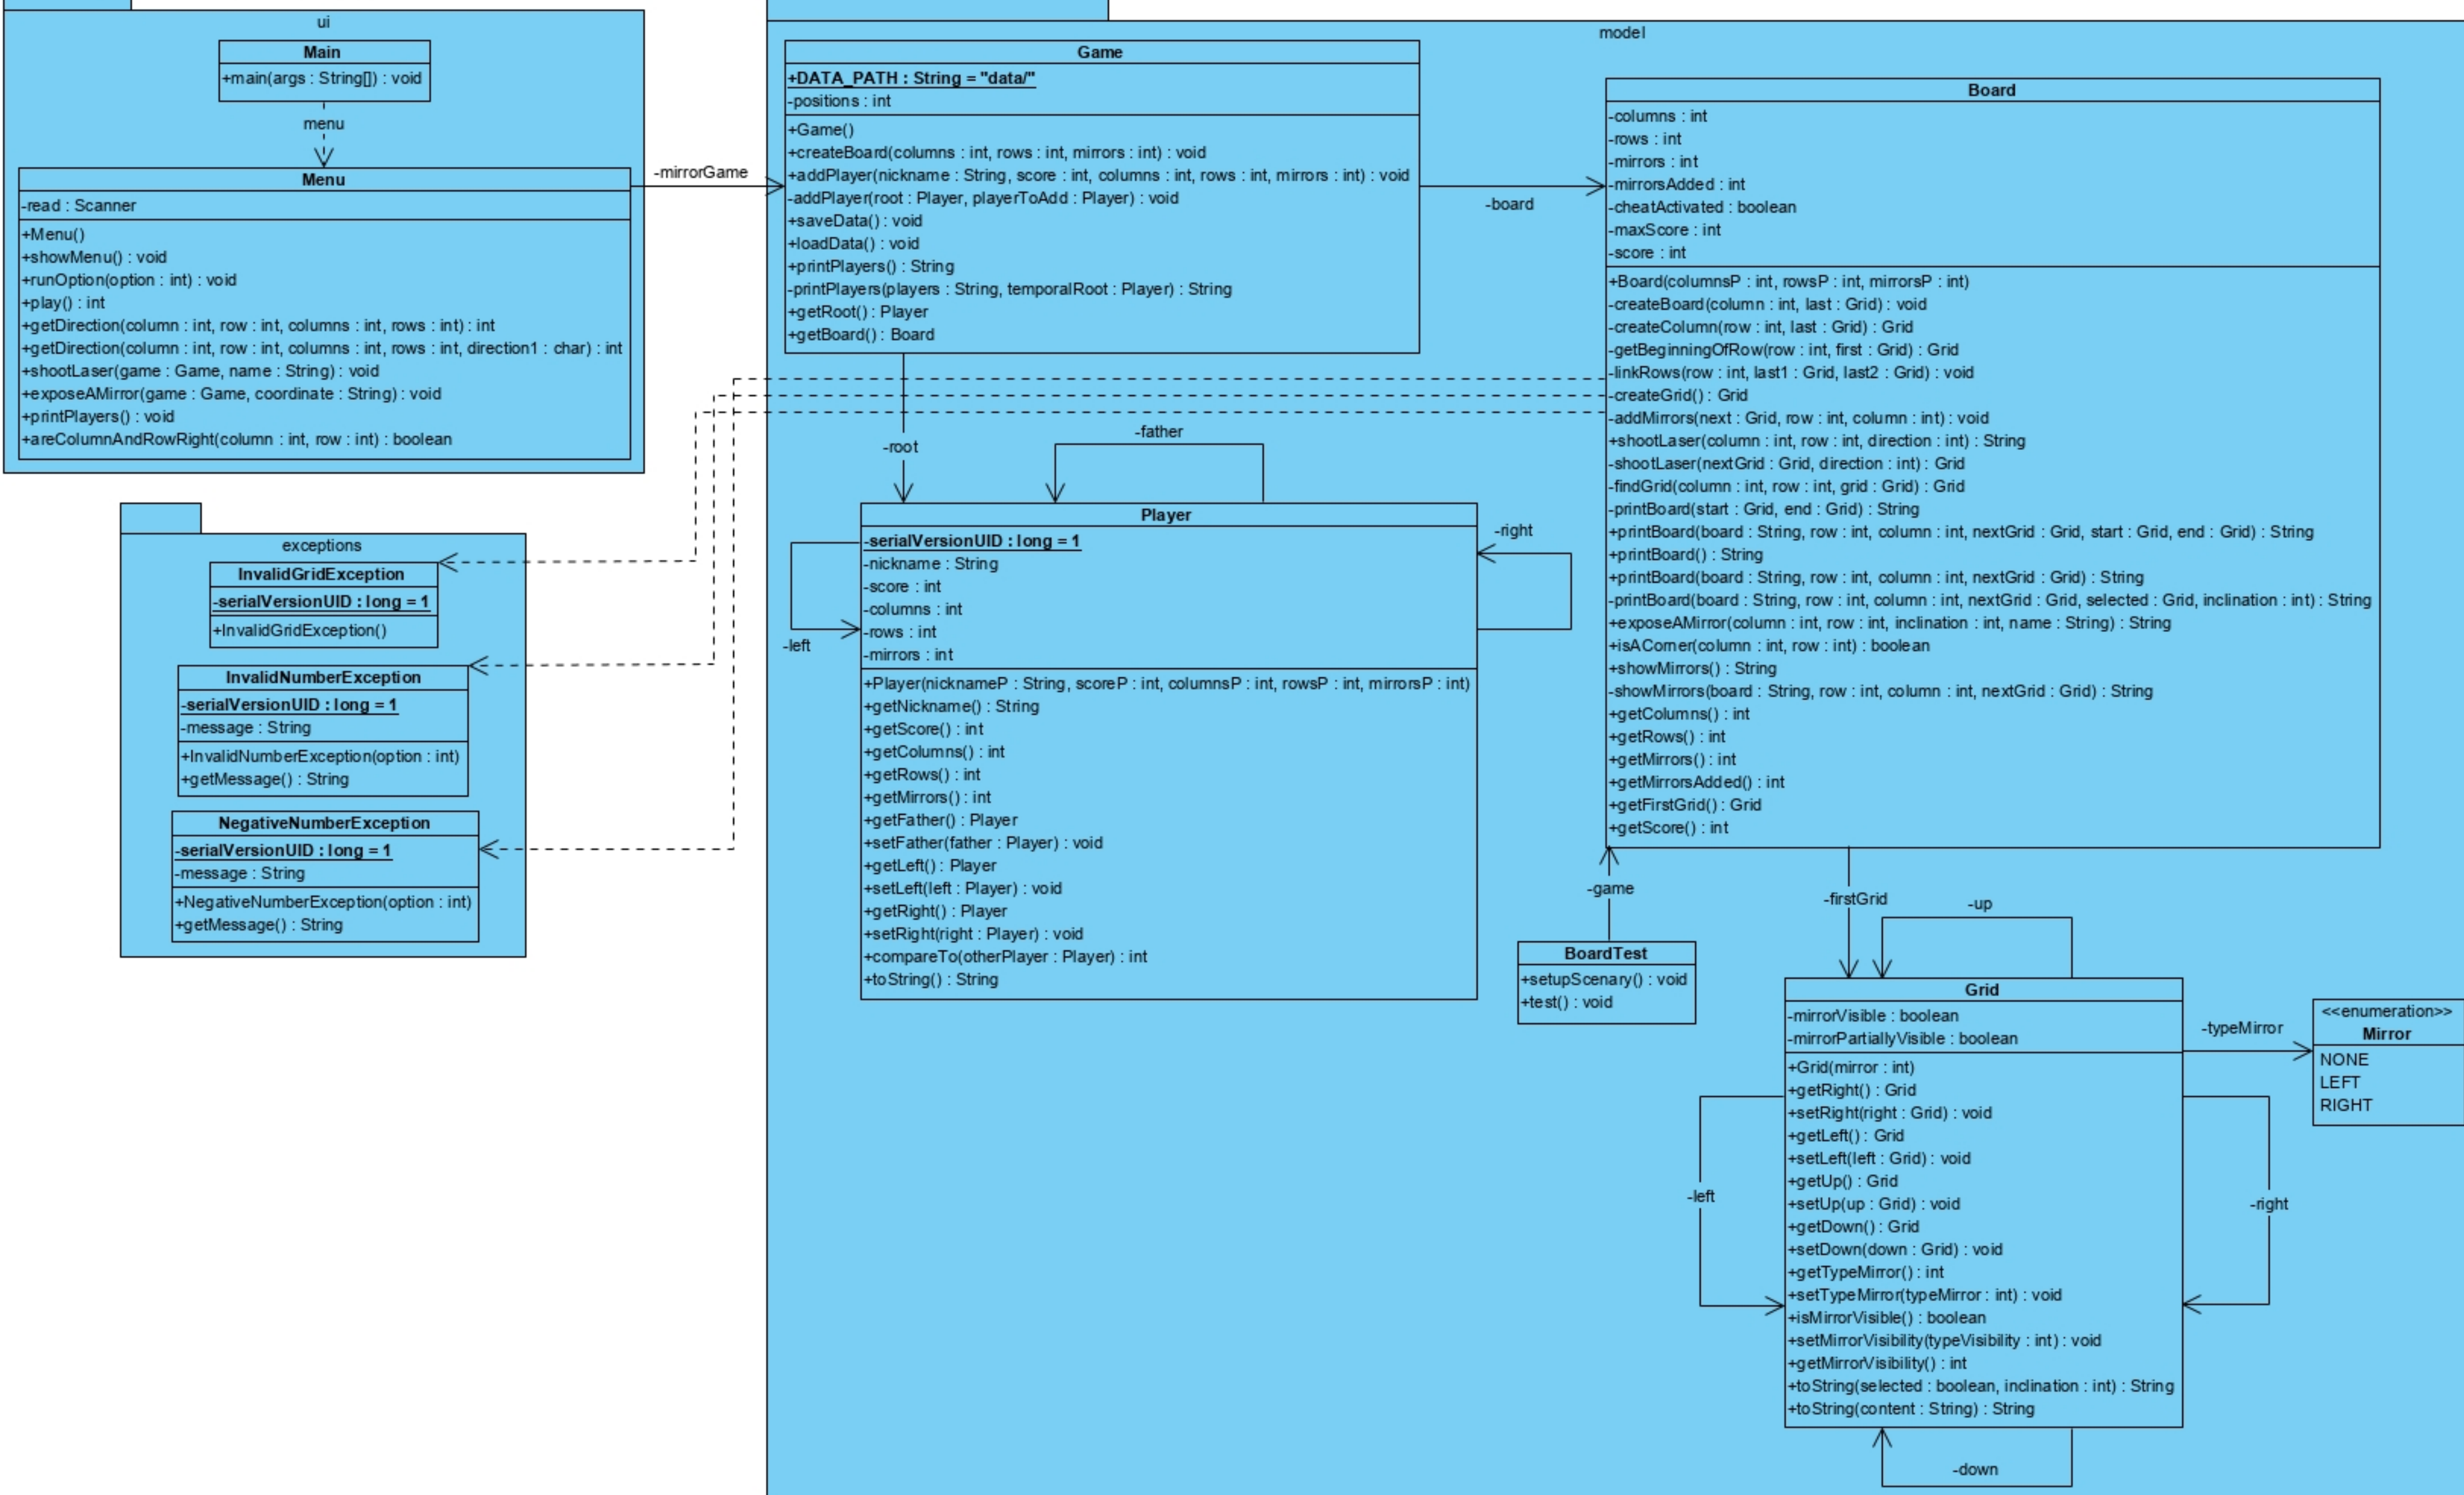 ui
Main
+main(args : String[]) : void
menu
Menu
-read : Scanner
+Menu()
+showMenu() : void
+runOption(option : int) : void
+play() : int
+getDirection(column : int, row : int, columns : int, rows : int) : int
+getDirection(column : int, row : int, columns : int, rows : int, direction1 : char) : int
+shootLaser(game : Game, name : String) : void
+exposeAMirror(game : Game, coordinate : String) : void
+printPlayers() : void
+areColumnAndRowRight(column : int, row : int) : boolean
-mirrorGame
exceptions
InvalidGridException
-serialVersionUID : long = 1
+InvalidGridException()
InvalidNumberException
-serialVersionUID : long = 1
-message : String
+InvalidNumberException(option : int)
+getMessage() : String
NegativeNumberException
-serialVersionUID : long = 1
-message : String
+NegativeNumberException(option : int)
+getMessage() : String
model
Game
+DATA_PATH : String = "data/"
-positions : int
+Game()
+createBoard(columns : int, rows : int, mirrors : int) : void
+addPlayer(nickname : String, score : int, columns : int, rows : int, mirrors : int) : void
-addPlayer(root : Player, playerToAdd : Player) : void
+saveData() : void
+loadData() : void
+printPlayers() : String
-printPlayers(players : String, temporalRoot : Player) : String
+getRoot() : Player
+getBoard() : Board
-board
-root
-father
Player
-serialVersionUID : long = 1
-nickname : String
-score : int
-columns : int
-rows : int
-mirrors : int
+Player(nicknameP : String, scoreP : int, columnsP : int, rowsP : int, mirrorsP : int)
+getNickname() : String
+getScore() : int
+getColumns() : int
+getRows() : int
+getMirrors() : int
+getFather() : Player
+setFather(father : Player) : void
+getLeft() : Player
+setLeft(left : Player) : void
+getRight() : Player
+setRight(right : Player) : void
+compareTo(otherPlayer : Player) : int
+toString() : String
-left
-right
Board
-columns : int
-rows : int
-mirrors : int
-mirrorsAdded : int
-cheatActivated : boolean
-maxScore : int
-score : int
+Board(columnsP : int, rowsP : int, mirrorsP : int)
-createBoard(column : int, last : Grid) : void
-createColumn(row : int, last : Grid) : Grid
-getBeginningOfRow(row : int, first : Grid) : Grid
-linkRows(row : int, last1 : Grid, last2 : Grid) : void
-createGrid() : Grid
-addMirrors(next : Grid, row : int, column : int) : void
+shootLaser(column : int, row : int, direction : int) : String
-shootLaser(nextGrid : Grid, direction : int) : Grid
-findGrid(column : int, row : int, grid : Grid) : Grid
-printBoard(start : Grid, end : Grid) : String
+printBoard(board : String, row : int, column : int, nextGrid : Grid, start : Grid, end : Grid) : String
+printBoard() : String
+printBoard(board : String, row : int, column : int, nextGrid : Grid) : String
-printBoard(board : String, row : int, column : int, nextGrid : Grid, selected : Grid, inclination : int) : String
+exposeAMirror(column : int, row : int, inclination : int, name : String) : String
+isACorner(column : int, row : int) : boolean
+showMirrors() : String
-showMirrors(board : String, row : int, column : int, nextGrid : Grid) : String
+getColumns() : int
+getRows() : int
+getMirrors() : int
+getMirrorsAdded() : int
+getFirstGrid() : Grid
+getScore() : int
-game
BoardTest
+setupScenary() : void
+test() : void
-firstGrid
-up
Grid
-mirrorVisible : boolean
-mirrorPartiallyVisible : boolean
+Grid(mirror : int)
+getRight() : Grid
+setRight(right : Grid) : void
+getLeft() : Grid
+setLeft(left : Grid) : void
+getUp() : Grid
+setUp(up : Grid) : void
+getDown() : Grid
+setDown(down : Grid) : void
+getTypeMirror() : int
+setTypeMirror(typeMirror : int) : void
+isMirrorVisible() : boolean
+setMirrorVisibility(typeVisibility : int) : void
+getMirrorVisibility() : int
+toString(selected : boolean, inclination : int) : String
+toString(content : String) : String
-left
-right
-down
-typeMirror
<<enumeration>>
Mirror
NONE
LEFT
RIGHT